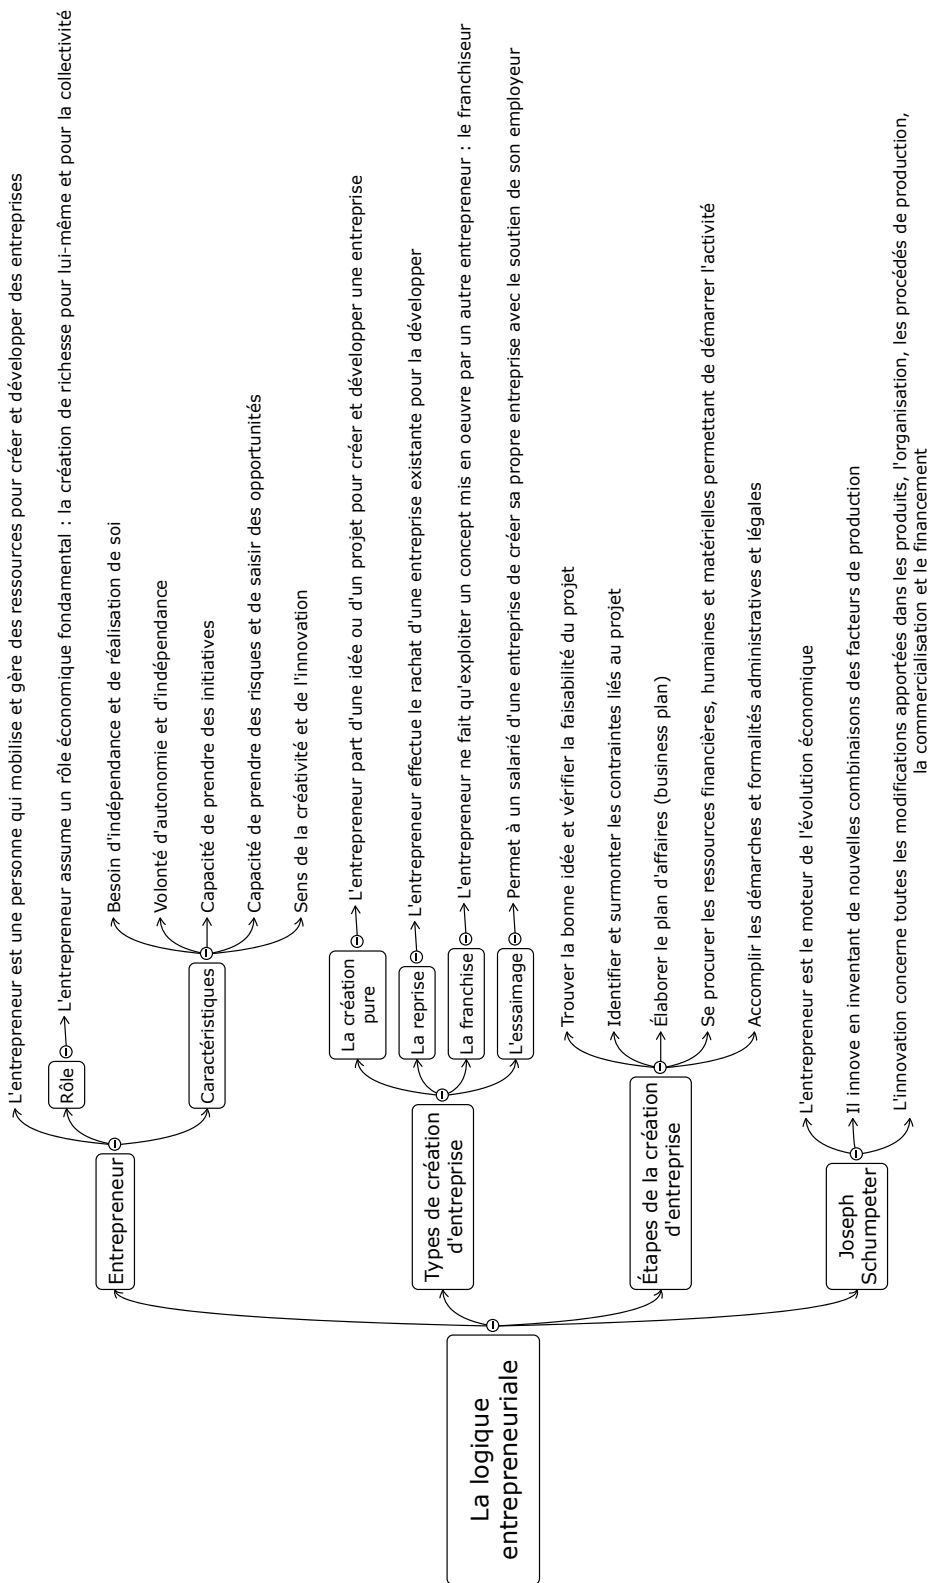 La logique
entrepreneuriale
Entrepreneur
L'entrepreneur est une personne qui mobilise et gère des ressources pour créer et développer des entreprises
Rôle
L'entrepreneur assume un rôle économique fondamental : la création de richesse pour lui-même et pour la collectivité
Caractéristiques
Besoin d'indépendance et de réalisation de soi
Volonté d'autonomie et d'indépendance
Capacité de prendre des initiatives
Capacité de prendre des risques et de saisir des opportunités
Sens de la créativité et de l'innovation
Types de création
d'entreprise
La création
pure
L'entrepreneur part d'une idée ou d'un projet pour créer et développer une entreprise
La reprise
L'entrepreneur effectue le rachat d'une entreprise existante pour la développer
La franchise
L'entrepreneur ne fait qu'exploiter un concept mis en oeuvre par un autre entrepreneur : le franchiseur
L'essaimage
Permet à un salarié d'une entreprise de créer sa propre entreprise avec le soutien de son employeur
Étapes de la création
d'entreprise
Trouver la bonne idée et vérifier la faisabilité du projet
Identifier et surmonter les contraintes liés au projet
Élaborer le plan d'affaires (business plan)
Se procurer les ressources financières, humaines et matérielles permettant de démarrer l'activité
Accomplir les démarches et formalités administratives et légales
Joseph
Schumpeter
L'entrepreneur est le moteur de l'évolution économique
Il innove en inventant de nouvelles combinaisons des facteurs de production
L'innovation concerne toutes les modifications apportées dans les produits, l'organisation, les procédés de production,
la commercialisation et le financement